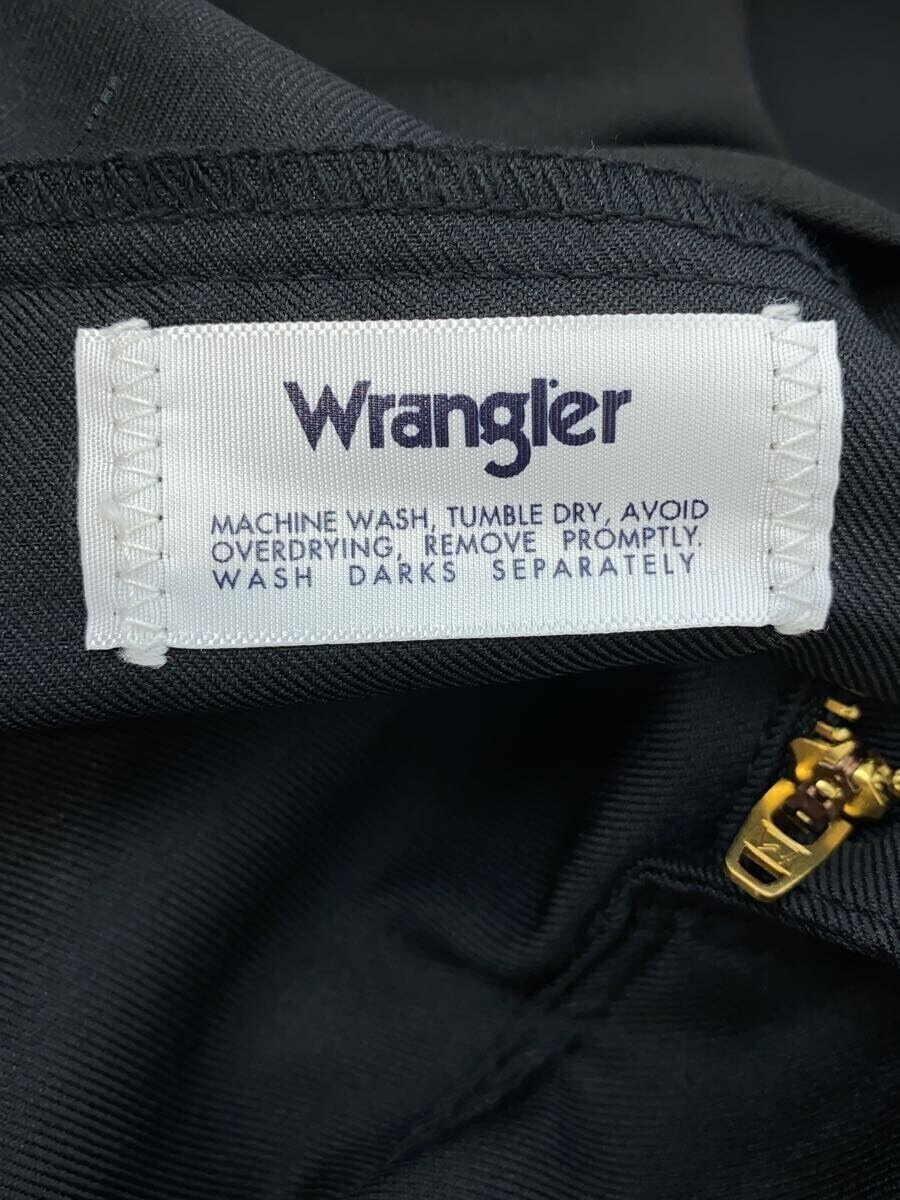 Wrangler
MACHINE WASH, TUMBLE DRY, AVOID
OVERDRYING, REMOVE PROMPTLY.
WASH DARKS SEPARATELY